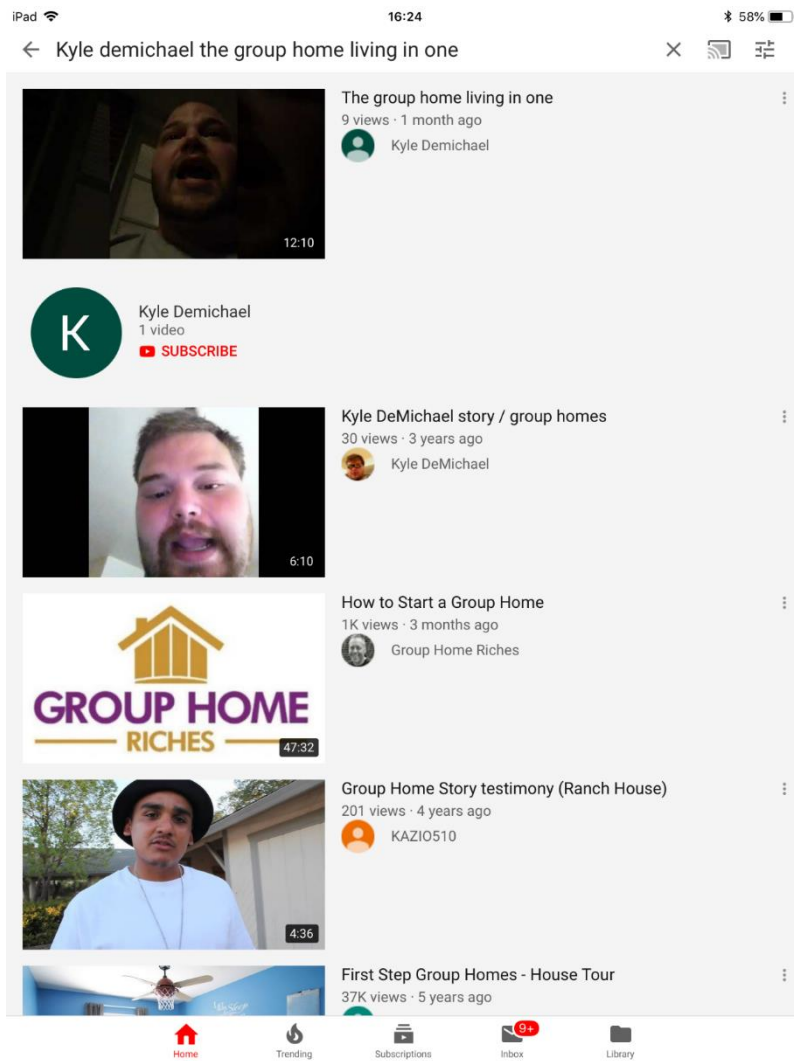 iPad 16:24 58%
Kyle demichael the group home living in one
The group home living in one
9 views · 1 month ago
Kyle Demichael
12:10
K
Kyle Demichael
1 video
SUBSCRIBE
Kyle DeMichael story / group homes
30 views · 3 years ago
Kyle DeMichael
6:10
How to Start a Group Home
1K views · 3 months ago
Group Home Riches
GROUP HOME
RICHES
47:32
Group Home Story testimony (Ranch House)
201 views · 4 years ago
KAZIO510
4:36
First Step Group Homes - House Tour
37K views · 5 years ago
9+
Home Trending Subscriptions Inbox Library